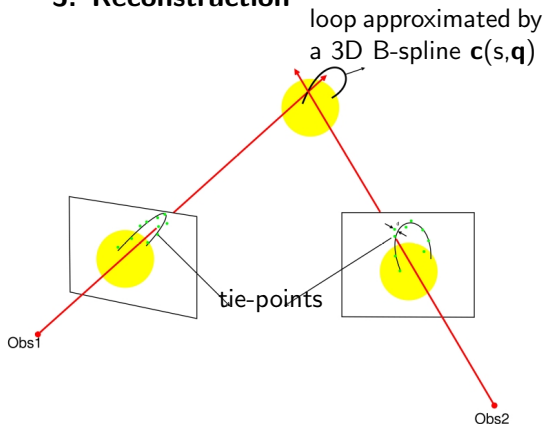 3. Reconstruction
loop approximated by
a 3D B-spline c(s,q)
tie-points
Obs1
Obs2